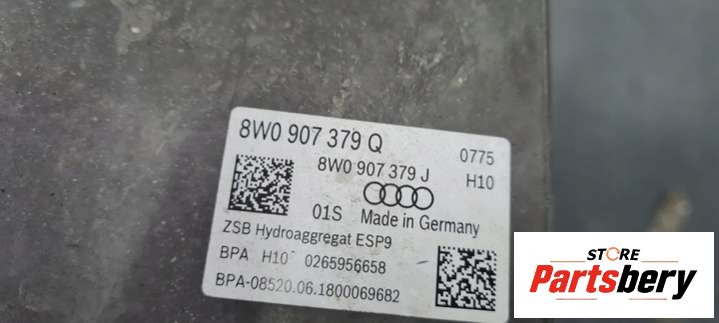 8W0 907 379 Q
8W0 907 379 J
0775
H10
01S Made in Germany
ZSB Hydroaggregat ESP9
BPA H10 0265956658
BPA-08520.06.1800069682
STORE
Partsbery